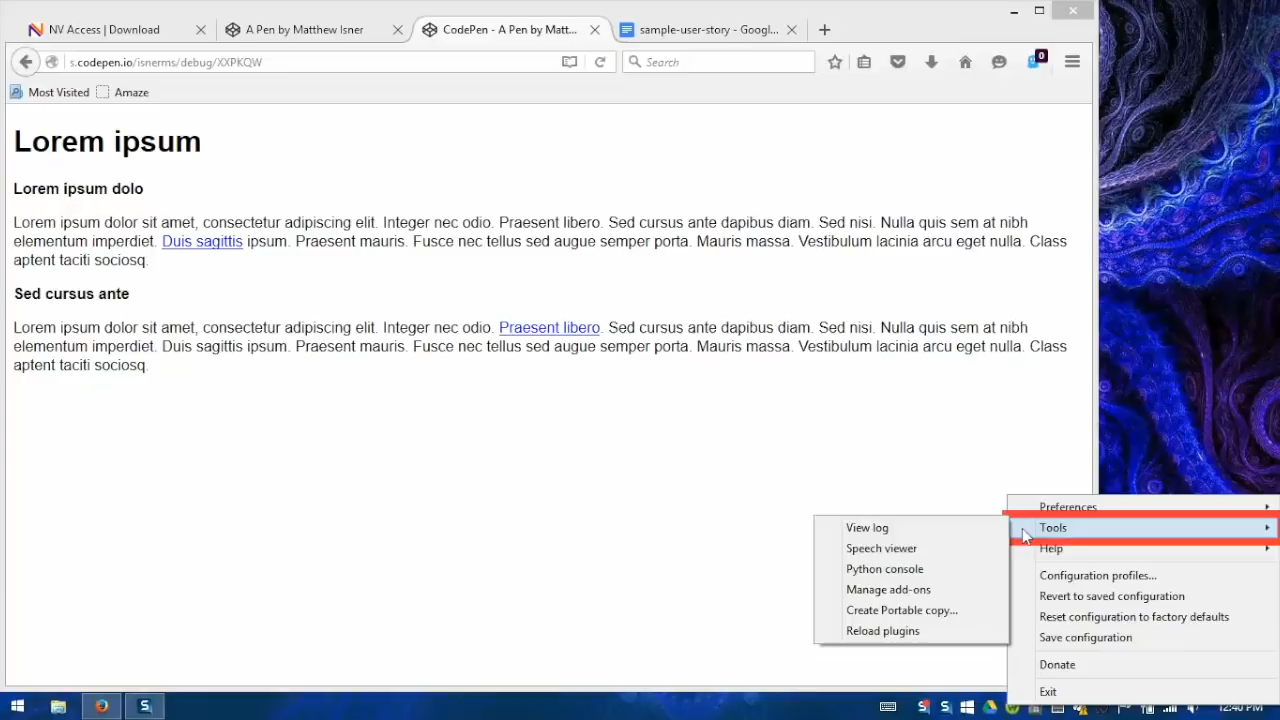 NV Access | Download
A Pen by Matthew Isner
CodePen - A Pen by Matt...
sample-user-story - Googl...
s.codepen.io/isnerms/debug/XXPKQW
Search
0
Most Visited
Amaze
Lorem ipsum
Lorem ipsum dolo
Lorem ipsum dolor sit amet, consectetur adipiscing elit. Integer nec odio. Praesent libero. Sed cursus ante dapibus diam. Sed nisi. Nulla quis sem at nibh
elementum imperdiet. Duis sagittis ipsum. Praesent mauris. Fusce nec tellus sed augue semper porta. Mauris massa. Vestibulum lacinia arcu eget nulla. Class
aptent taciti sociosq.
Sed cursus ante
Lorem ipsum dolor sit amet, consectetur adipiscing elit. Integer nec odio. Praesent libero. Sed cursus ante dapibus diam. Sed nisi. Nulla quis sem at nibh
elementum imperdiet. Duis sagittis ipsum. Praesent mauris. Fusce nec tellus sed augue semper porta. Mauris massa. Vestibulum lacinia arcu eget nulla. Class
aptent taciti sociosq.
View log
Speech viewer
Python console
Manage add-ons
Create Portable copy...
Reload plugins
Preferences
Tools
Help
Configuration profiles...
Revert to saved configuration
Reset configuration to factory defaults
Save configuration
Donate
Exit
12:40 PM